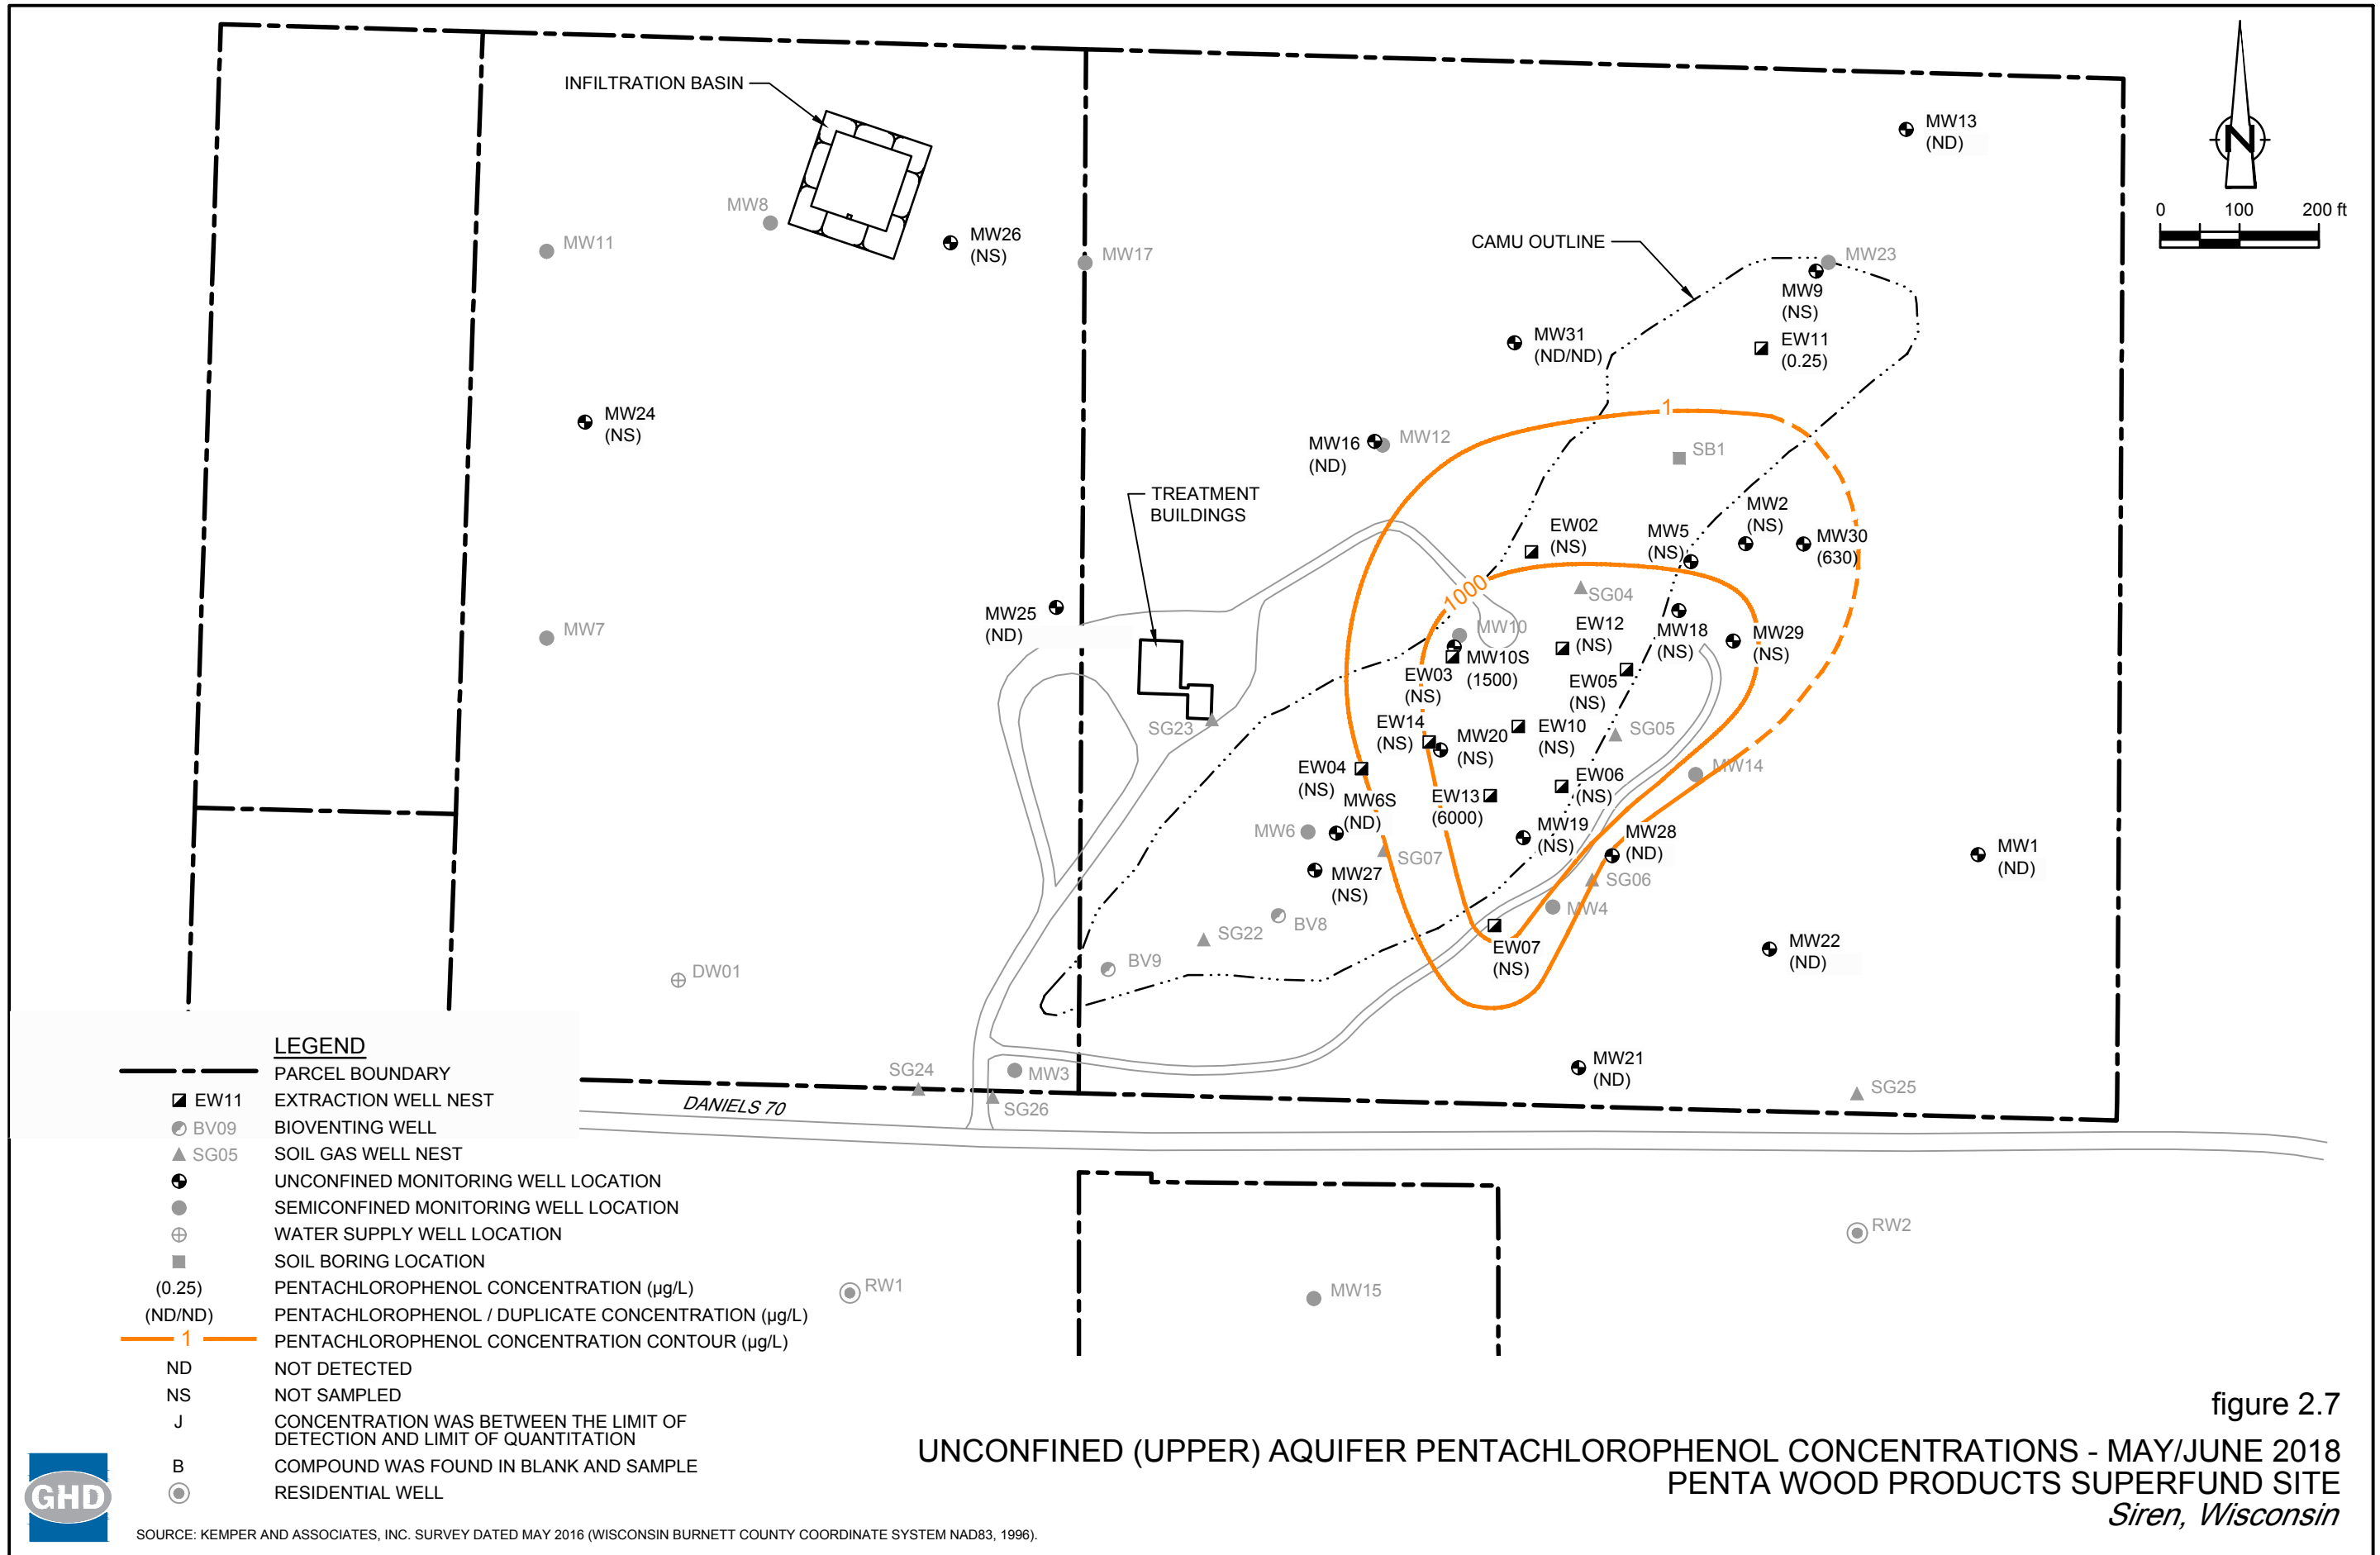 INFILTRATION BASIN
MW13
(ND)
N
0 100 200 ft
MW8
MW11
MW26
(NS)
MW17
CAMU OUTLINE
MW23
MW9
(NS)
MW31
(ND/ND)
EW11
(0.25)
MW24
(NS)
1
MW16
(ND)
MW12
SB1
TREATMENT
BUILDINGS
MW2
(NS)
EW02
(NS)
MW5
(NS)
MW30
(630)
1000
SG04
MW25
(ND)
MW7
MW10
EW12
(NS)
MW18
(NS)
MW29
(NS)
MW10S
(1500)
EW03
(NS)
EW05
(NS)
SG23
EW14
(NS)
MW20
(NS)
EW10
(NS)
SG05
EW04
(NS)
MW14
EW06
(NS)
MW6S
(ND)
EW13
(6000)
MW6
MW19
(NS)
MW28
(ND)
MW1
(ND)
SG07
MW27
(NS)
SG06
MW4
BV8
SG22
EW07
(NS)
MW22
(ND)
BV9
DW01
MW21
(ND)
SG24
MW3
SG26
SG25
DANIELS 70
RW2
RW1
MW15
LEGEND
PARCEL BOUNDARY
EW11 EXTRACTION WELL NEST
BV09 BIOVENTING WELL
SG05 SOIL GAS WELL NEST
UNCONFINED MONITORING WELL LOCATION
SEMICONFINED MONITORING WELL LOCATION
WATER SUPPLY WELL LOCATION
SOIL BORING LOCATION
(0.25) PENTACHLOROPHENOL CONCENTRATION (µg/L)
(ND/ND) PENTACHLOROPHENOL / DUPLICATE CONCENTRATION (µg/L)
1 PENTACHLOROPHENOL CONCENTRATION CONTOUR (µg/L)
ND NOT DETECTED
NS NOT SAMPLED
J CONCENTRATION WAS BETWEEN THE LIMIT OF
DETECTION AND LIMIT OF QUANTITATION
B COMPOUND WAS FOUND IN BLANK AND SAMPLE
RESIDENTIAL WELL
GHD
SOURCE: KEMPER AND ASSOCIATES, INC. SURVEY DATED MAY 2016 (WISCONSIN BURNETT COUNTY COORDINATE SYSTEM NAD83, 1996).
figure 2.7
UNCONFINED (UPPER) AQUIFER PENTACHLOROPHENOL CONCENTRATIONS - MAY/JUNE 2018
PENTA WOOD PRODUCTS SUPERFUND SITE
Siren, Wisconsin